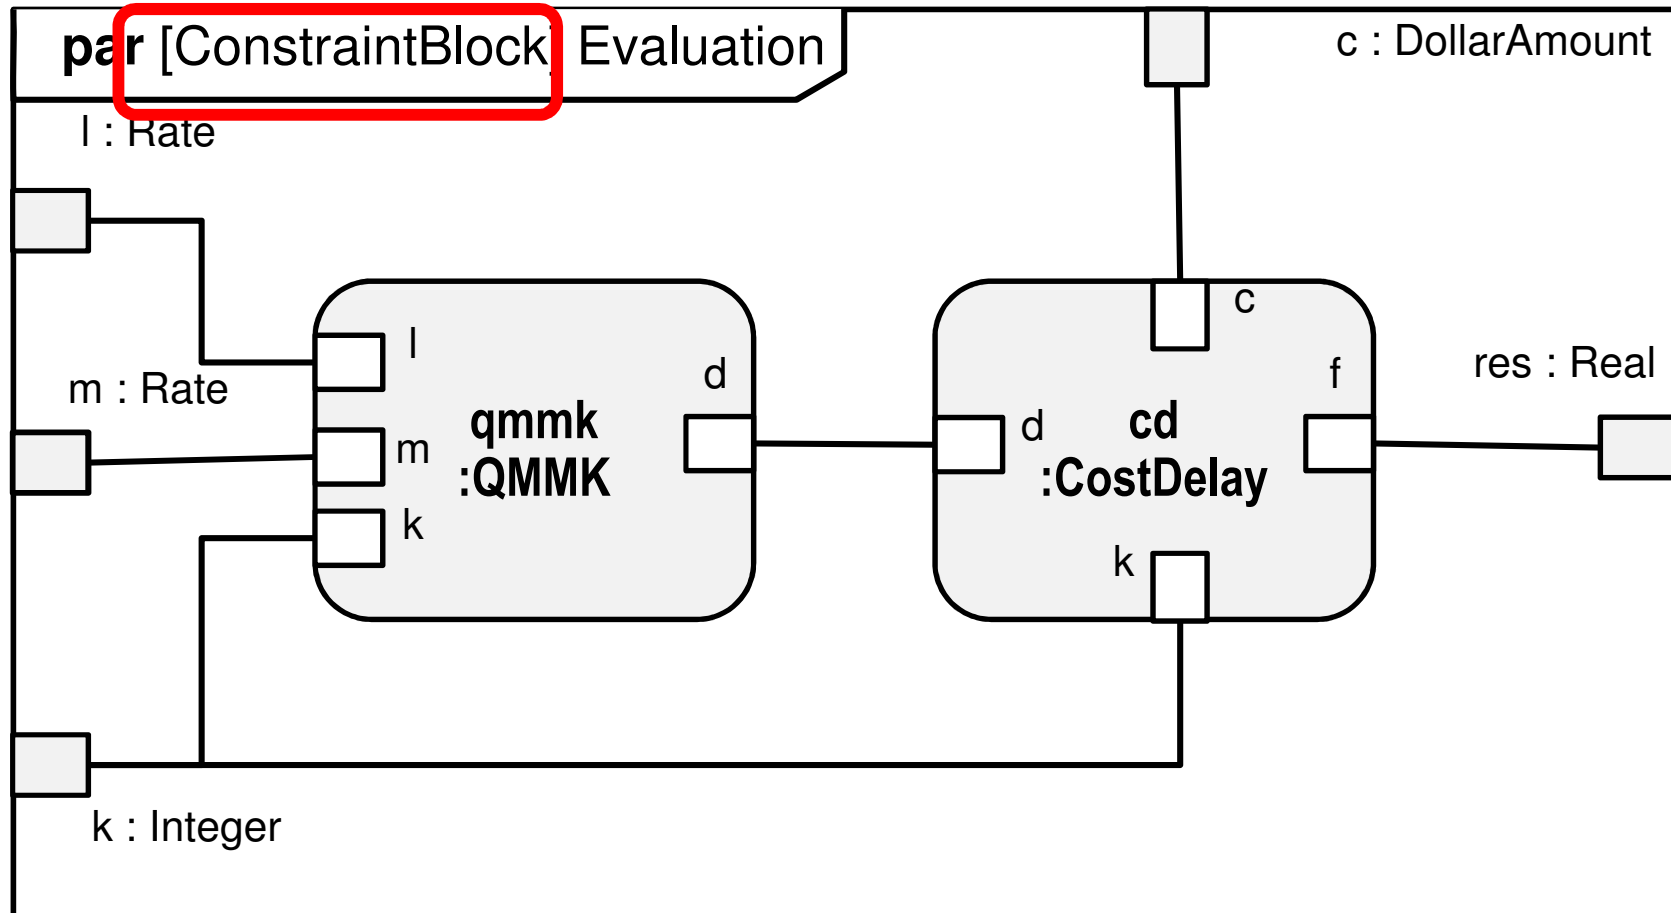 par [ConstraintBlock] Evaluation
c : DollarAmount
l : Rate
l
c
m : Rate
d
f
res : Real
m
qmmk
:QMMK
d
cd
:CostDelay
k
k
k : Integer